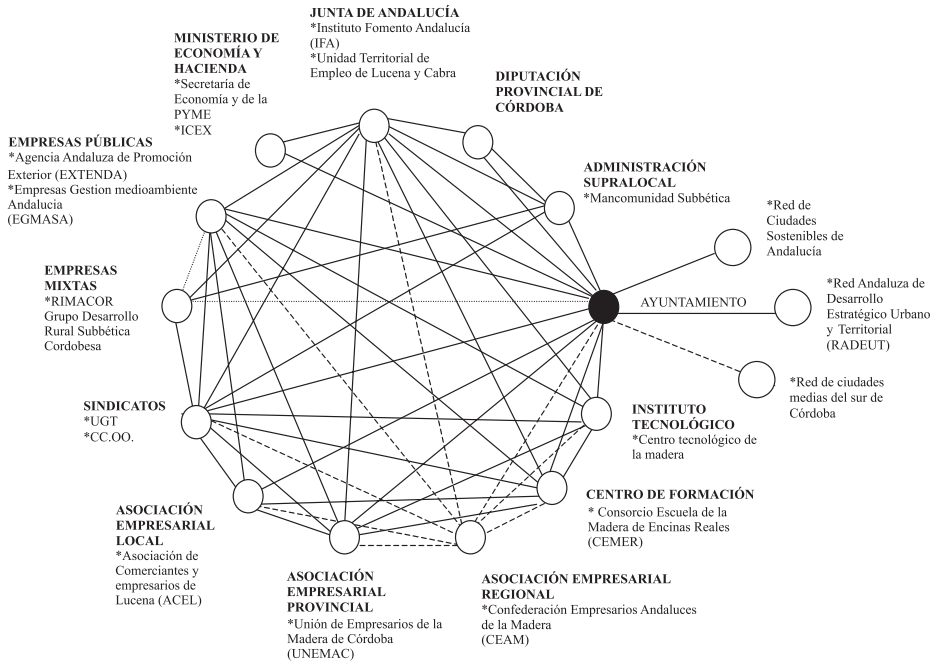 JUNTA DE ANDALUCÍA
*Instituto Fomento Andalucía
(IFA)
*Unidad Territorial de
Empleo de Lucena y Cabra
MINISTERIO DE
ECONOMÍA Y
HACIENDA
*Secretaría de
Economía y de la
PYME
*ICEX
DIPUTACIÓN
PROVINCIAL DE
CÓRDOBA
EMPRESAS PÚBLICAS
*Agencia Andaluza de Promoción
Exterior (EXTENDA)
*Empresas Gestion medioambiente
Andalucia
(EGMASA)
ADMINISTRACIÓN
SUPRALOCAL
*Mancomunidad Subbética
*Red de
Ciudades
Sostenibles de
Andalucía
EMPRESAS
MIXTAS
*RIMACOR
Grupo Desarrollo
Rural Subbética
Cordobesa
AYUNTAMIENTO
*Red Andaluza de
Desarrollo
Estratégico Urbano
y Territorial
(RADEUT)
*Red de ciudades
medias del sur de
Córdoba
SINDICATOS
*UGT
*CC.OO.
INSTITUTO
TECNOLÓGICO
*Centro tecnológico de
la madera
CENTRO DE FORMACIÓN
* Consorcio Escuela de la
Madera de Encinas Reales
(CEMER)
ASOCIACIÓN
EMPRESARIAL
LOCAL
*Asociación de
Comerciantes y
empresarios de
Lucena (ACEL)
ASOCIACIÓN
EMPRESARIAL
PROVINCIAL
*Unión de Empresarios de la
Madera de Córdoba
(UNEMAC)
ASOCIACIÓN EMPRESARIAL
REGIONAL
*Confederación Empresarios Andaluces
de la Madera
(CEAM)